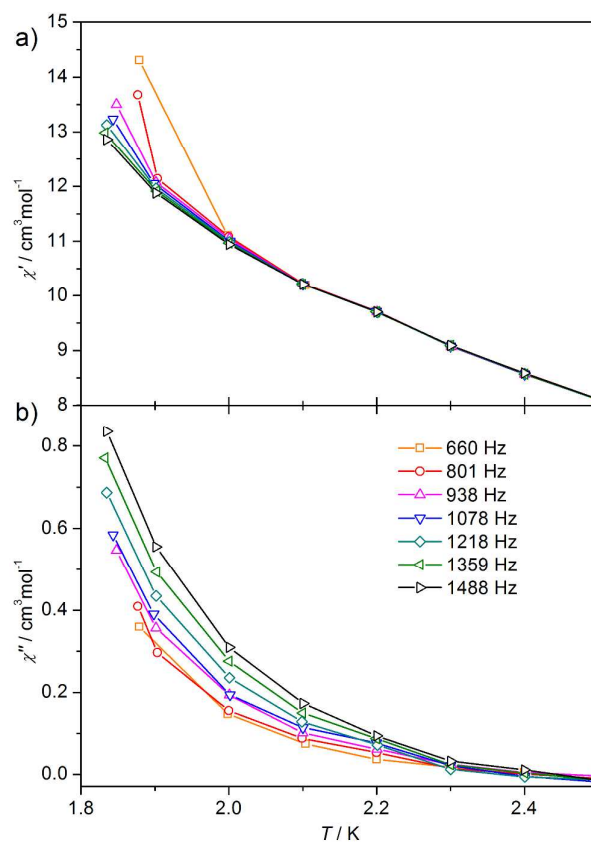 a)
15
14
13
12
11
10
9
8
χ′ / cm³mol⁻¹
b)
0.8
0.6
0.4
0.2
0.0
χ″ / cm³mol⁻¹
660 Hz
801 Hz
938 Hz
1078 Hz
1218 Hz
1359 Hz
1488 Hz
1.8 2.0 2.2 2.4
T / K